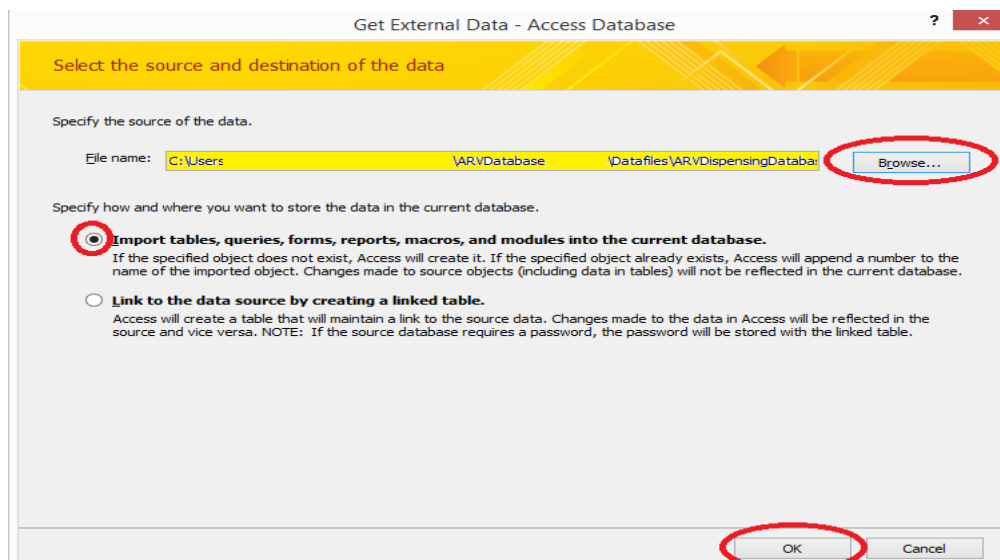 Get External Data - Access Database
?
Select the source and destination of the data
Specify the source of the data.
File name: C:\Users \ARVDatabase \Datafiles\ARVDispensingDataba
Browse...
Specify how and where you want to store the data in the current database.
Import tables, queries, forms, reports, macros, and modules into the current database.
If the specified object does not exist, Access will create it. If the specified object already exists, Access will append a number to the
name of the imported object. Changes made to source objects (including data in tables) will not be reflected in the current database.
Link to the data source by creating a linked table.
Access will create a table that will maintain a link to the source data. Changes made to the data in Access will be reflected in the
source and vice versa. NOTE: If the source database requires a password, the password will be stored with the linked table.
OK
Cancel